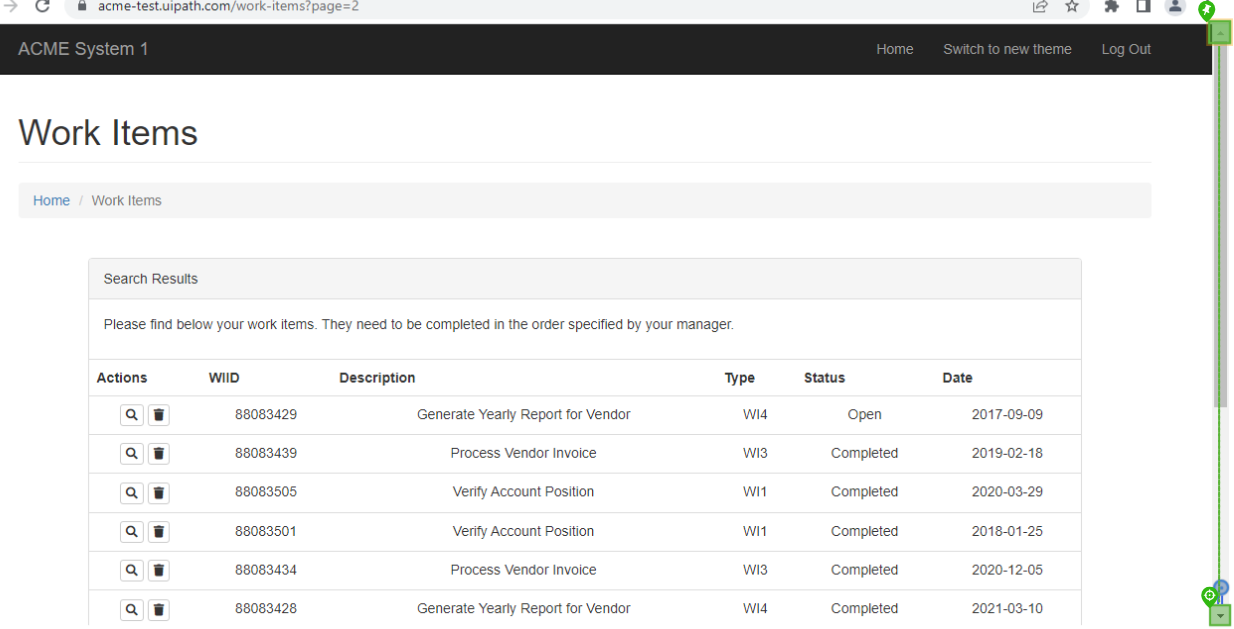 acme-test.uipath.com/work-items?page=2
ACME System 1 Home Switch to new theme Log Out
Work Items
Home / Work Items
Search Results
Please find below your work items. They need to be completed in the order specified by your manager.
Actions WIID Description Type Status Date
88083429 Generate Yearly Report for Vendor WI4 Open 2017-09-09
88083439 Process Vendor Invoice WI3 Completed 2019-02-18
88083505 Verify Account Position WI1 Completed 2020-03-29
88083501 Verify Account Position WI1 Completed 2018-01-25
88083434 Process Vendor Invoice WI3 Completed 2020-12-05
88083428 Generate Yearly Report for Vendor WI4 Completed 2021-03-10